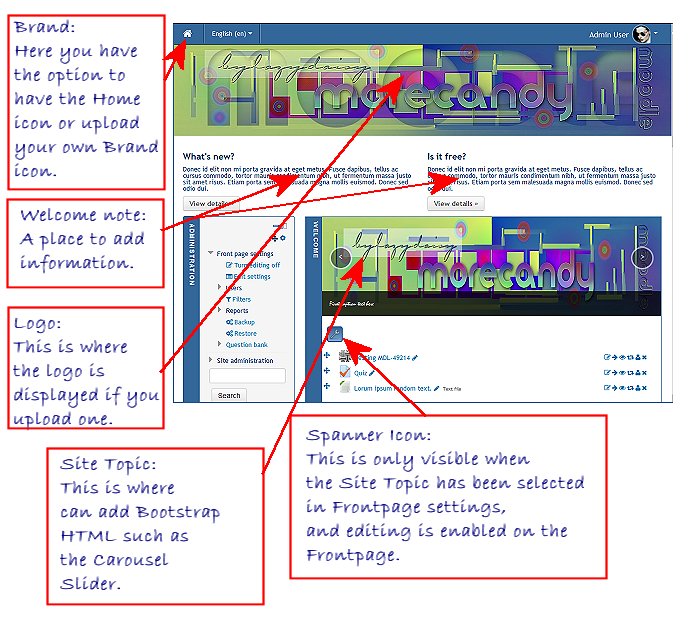 Brand:
Here you have
the option to
have the Home
icon or upload
your own Brand
icon.
Welcome note:
A place to add
information.
Logo:
This is where
the logo is
displayed if you
upload one.
Site Topic:
This is where
can add Bootstrap
HTML such as
the Carousel
Slider.
Spanner Icon:
This is only visible when
the Site Topic has been selected
in Frontpage settings,
and editing is enabled on the
Frontpage.
English (en)
Admin User
bylazydaisy
morecandy
moodle
What's new?
Donec id elit non mi porta gravida at eget metus. Fusce dapibus, tellus ac
cursus commodo, tortor mauris condimentum nibh, ut fermentum massa justo
sit amet risus. Etiam porta sem malesuada magna mollis euismod. Donec sed
odio dui.
View details
Is it free?
Donec id elit non mi porta gravida at eget metus. Fusce dapibus, tellus ac
cursus commodo, tortor mauris condimentum nibh, ut fermentum massa justo
sit amet risus. Etiam porta sem malesuada magna mollis euismod. Donec sed
odio dui.
View details »
ADMINISTRATION
Front page settings
Turn editing off
Edit settings
Users
Filters
Reports
Backup
Restore
Question bank
Site administration
Search
WELCOME
bylazydaisy
morecandy
<
>
MDL-49214
Quiz
Lorum Ipsum random text.
Text file